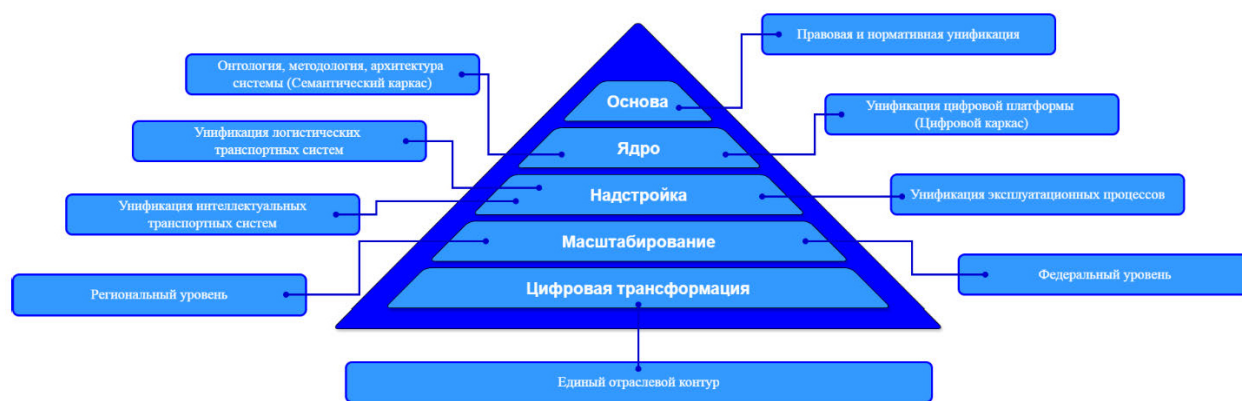 Правовая и нормативная унификация
Онтология, методология, архитектура
системы (Семантический каркас)
Основа
Унификация цифровой платформы
(Цифровой каркас)
Унификация логистических
транспортных систем
Ядро
Надстройка
Унификация эксплуатационных процессов
Унификация интеллектуальных
транспортных систем
Масштабирование
Федеральный уровень
Региональный уровень
Цифровая трансформация
Единый отраслевой контур